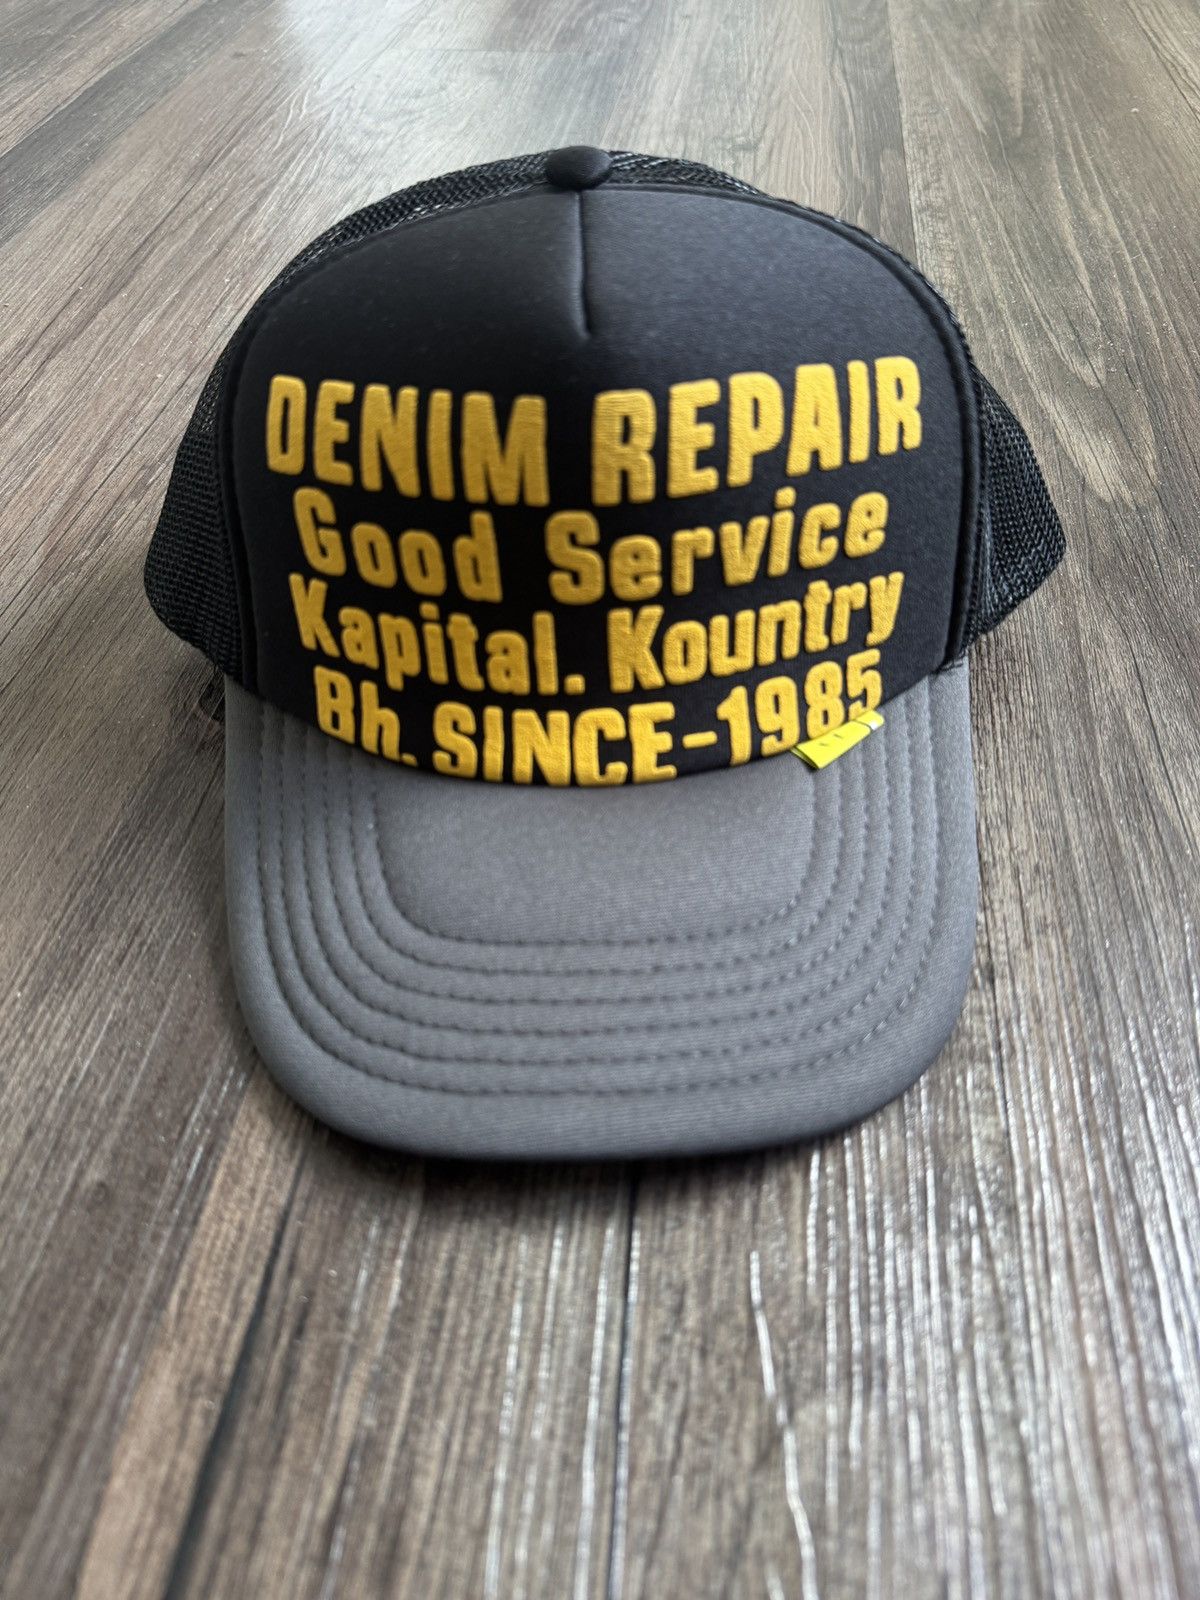 DENIM REPAIR
Good Service
Kapital. Kountry
Bh. SINCE-1985